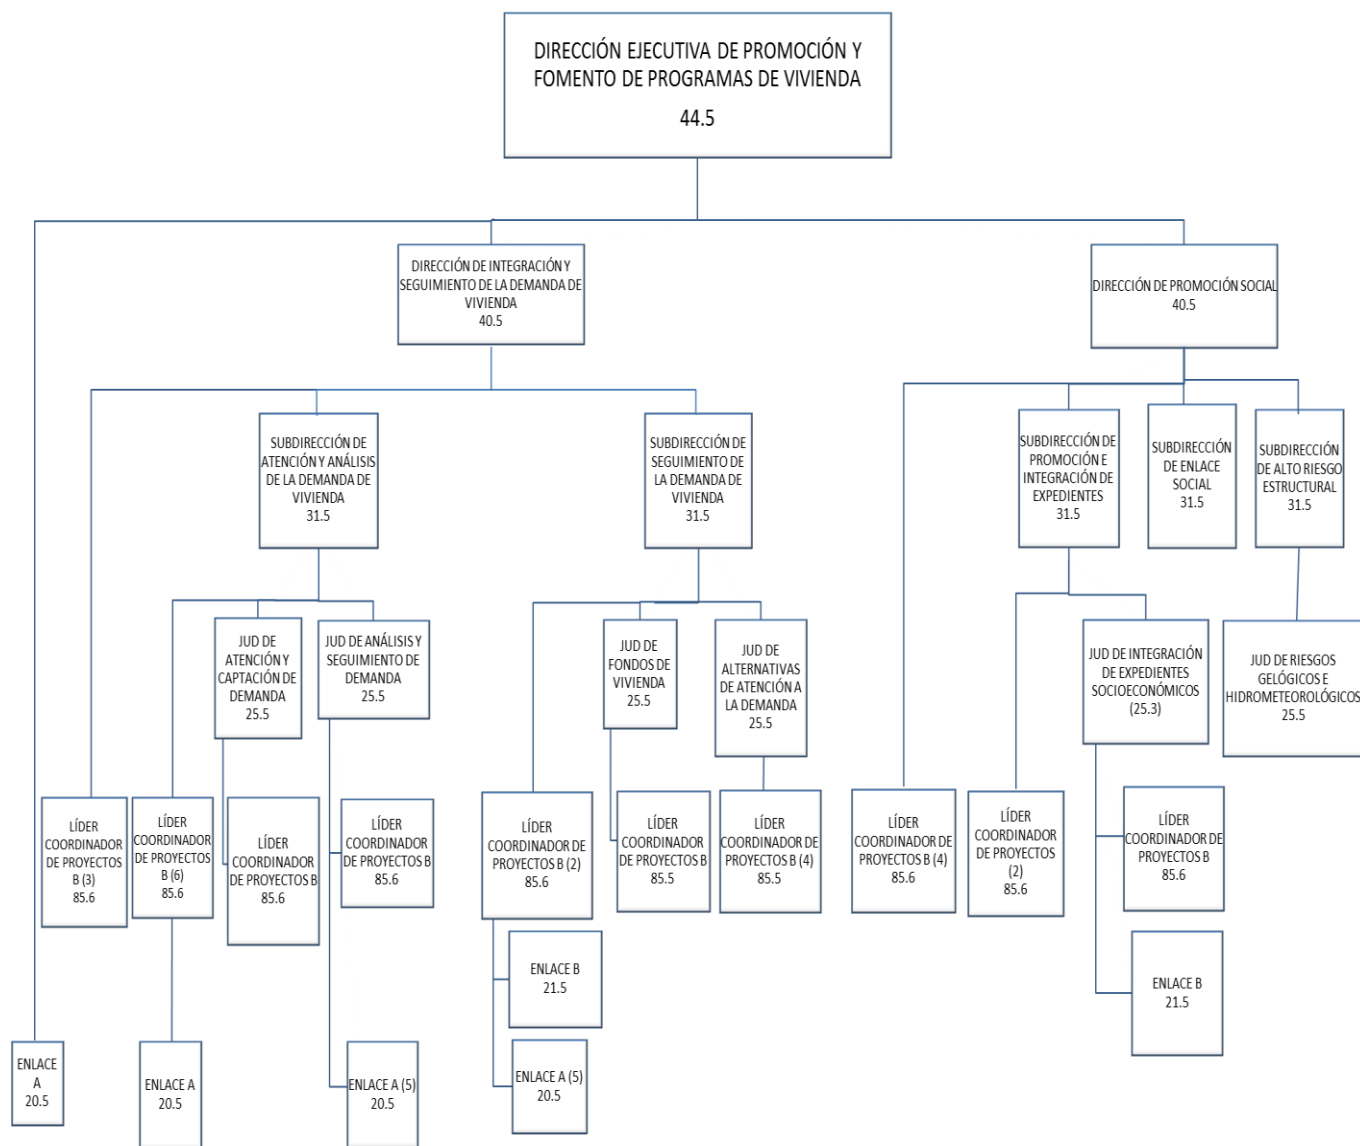 DIRECCIÓN EJECUTIVA DE PROMOCIÓN Y
FOMENTO DE PROGRAMAS DE VIVIENDA
44.5
DIRECCIÓN DE INTEGRACIÓN Y
SEGUIMIENTO DE LA DEMANDA DE
VIVIENDA
40.5
DIRECCIÓN DE PROMOCIÓN SOCIAL
40.5
SUBDIRECCIÓN DE
ATENCIÓN Y ANÁLISIS
DE LA DEMANDA DE
VIVIENDA
31.5
SUBDIRECCIÓN DE
SEGUIMIENTO DE
LA DEMANDA DE
VIVIENDA
31.5
SUBDIRECCIÓN DE
PROMOCIÓN E
INTEGRACIÓN DE
EXPEDIENTES
31.5
SUBDIRECCIÓN
DE ENLACE
SOCIAL
31.5
SUBDIRECCIÓN
DE ALTO RIESGO
ESTRUCTURAL
31.5
JUD DE
ATENCIÓN Y
CAPTACIÓN DE
DEMANDA
25.5
JUD DE ANÁLISIS Y
SEGUIMIENTO DE
DEMANDA
25.5
JUD DE
FONDOS DE
VIVIENDA
25.5
JUD DE
ALTERNATIVAS
DE ATENCIÓN A
LA DEMANDA
25.5
JUD DE INTEGRACIÓN
DE EXPEDIENTES
SOCIOECONÓMICOS
(25.3)
JUD DE RIESGOS
GELÓGICOS E
HIDROMETEOROLÓGICOS
25.5
LÍDER
COORDINADOR
DE PROYECTOS
B (3)
85.6
LÍDER
COORDINADOR
DE PROYECTOS
B (6)
85.6
LÍDER
COORDINADOR
DE PROYECTOS B
85.6
LÍDER
COORDINADOR
DE PROYECTOS B
85.6
LÍDER
COORDINADOR DE
PROYECTOS B (2)
85.6
LÍDER
COORDINADOR
DE PROYECTOS B
85.5
LÍDER
COORDINADOR DE
PROYECTOS B (4)
85.5
LÍDER
COORDINADOR DE
PROYECTOS B (4)
85.6
LÍDER
COORDINADOR
DE PROYECTOS
(2)
85.6
LÍDER
COORDINADOR DE
PROYECTOS B
85.6
ENLACE B
21.5
ENLACE B
21.5
ENLACE
A
20.5
ENLACE A
20.5
ENLACE A (5)
20.5
ENLACE A (5)
20.5